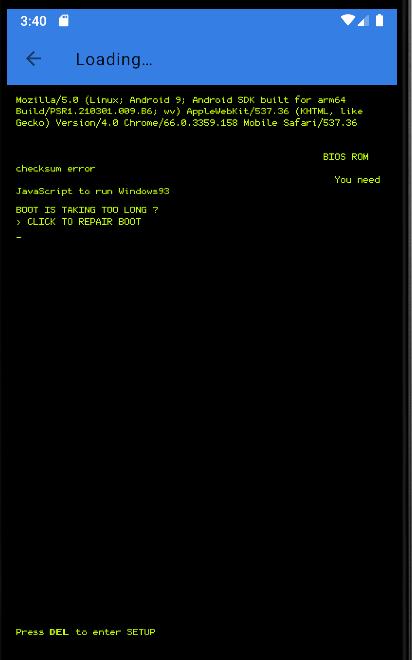 3:40
Loading...
Mozilla/5.0 (Linux; Android 9; Android SDK built for arm64
Build/PSR1.210301.009.B6; wv) AppleWebKit/537.36 (KHTML, like
Gecko) Version/4.0 Chrome/66.0.3359.158 Mobile Safari/537.36
BIOS ROM
checksum error
You need
JavaScript to run Windows93
BOOT IS TAKING TOO LONG ?
> CLICK TO REPAIR BOOT
_
Press DEL to enter SETUP